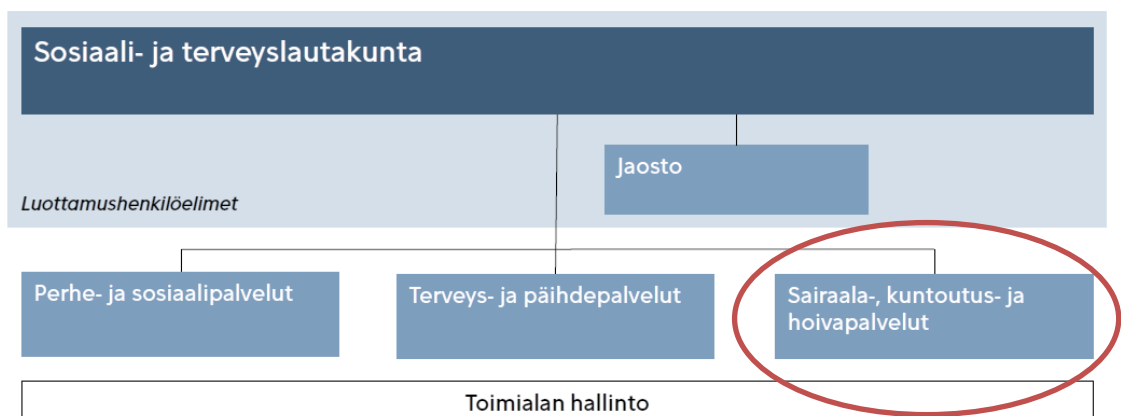 Sosiaali- ja terveyslautakunta
Jaosto
Luottamushenkilöelimet
Perhe- ja sosiaalipalvelut
Terveys- ja päihdepalvelut
Sairaala-, kuntoutus- ja
hoivapalvelut
Toimialan hallinto